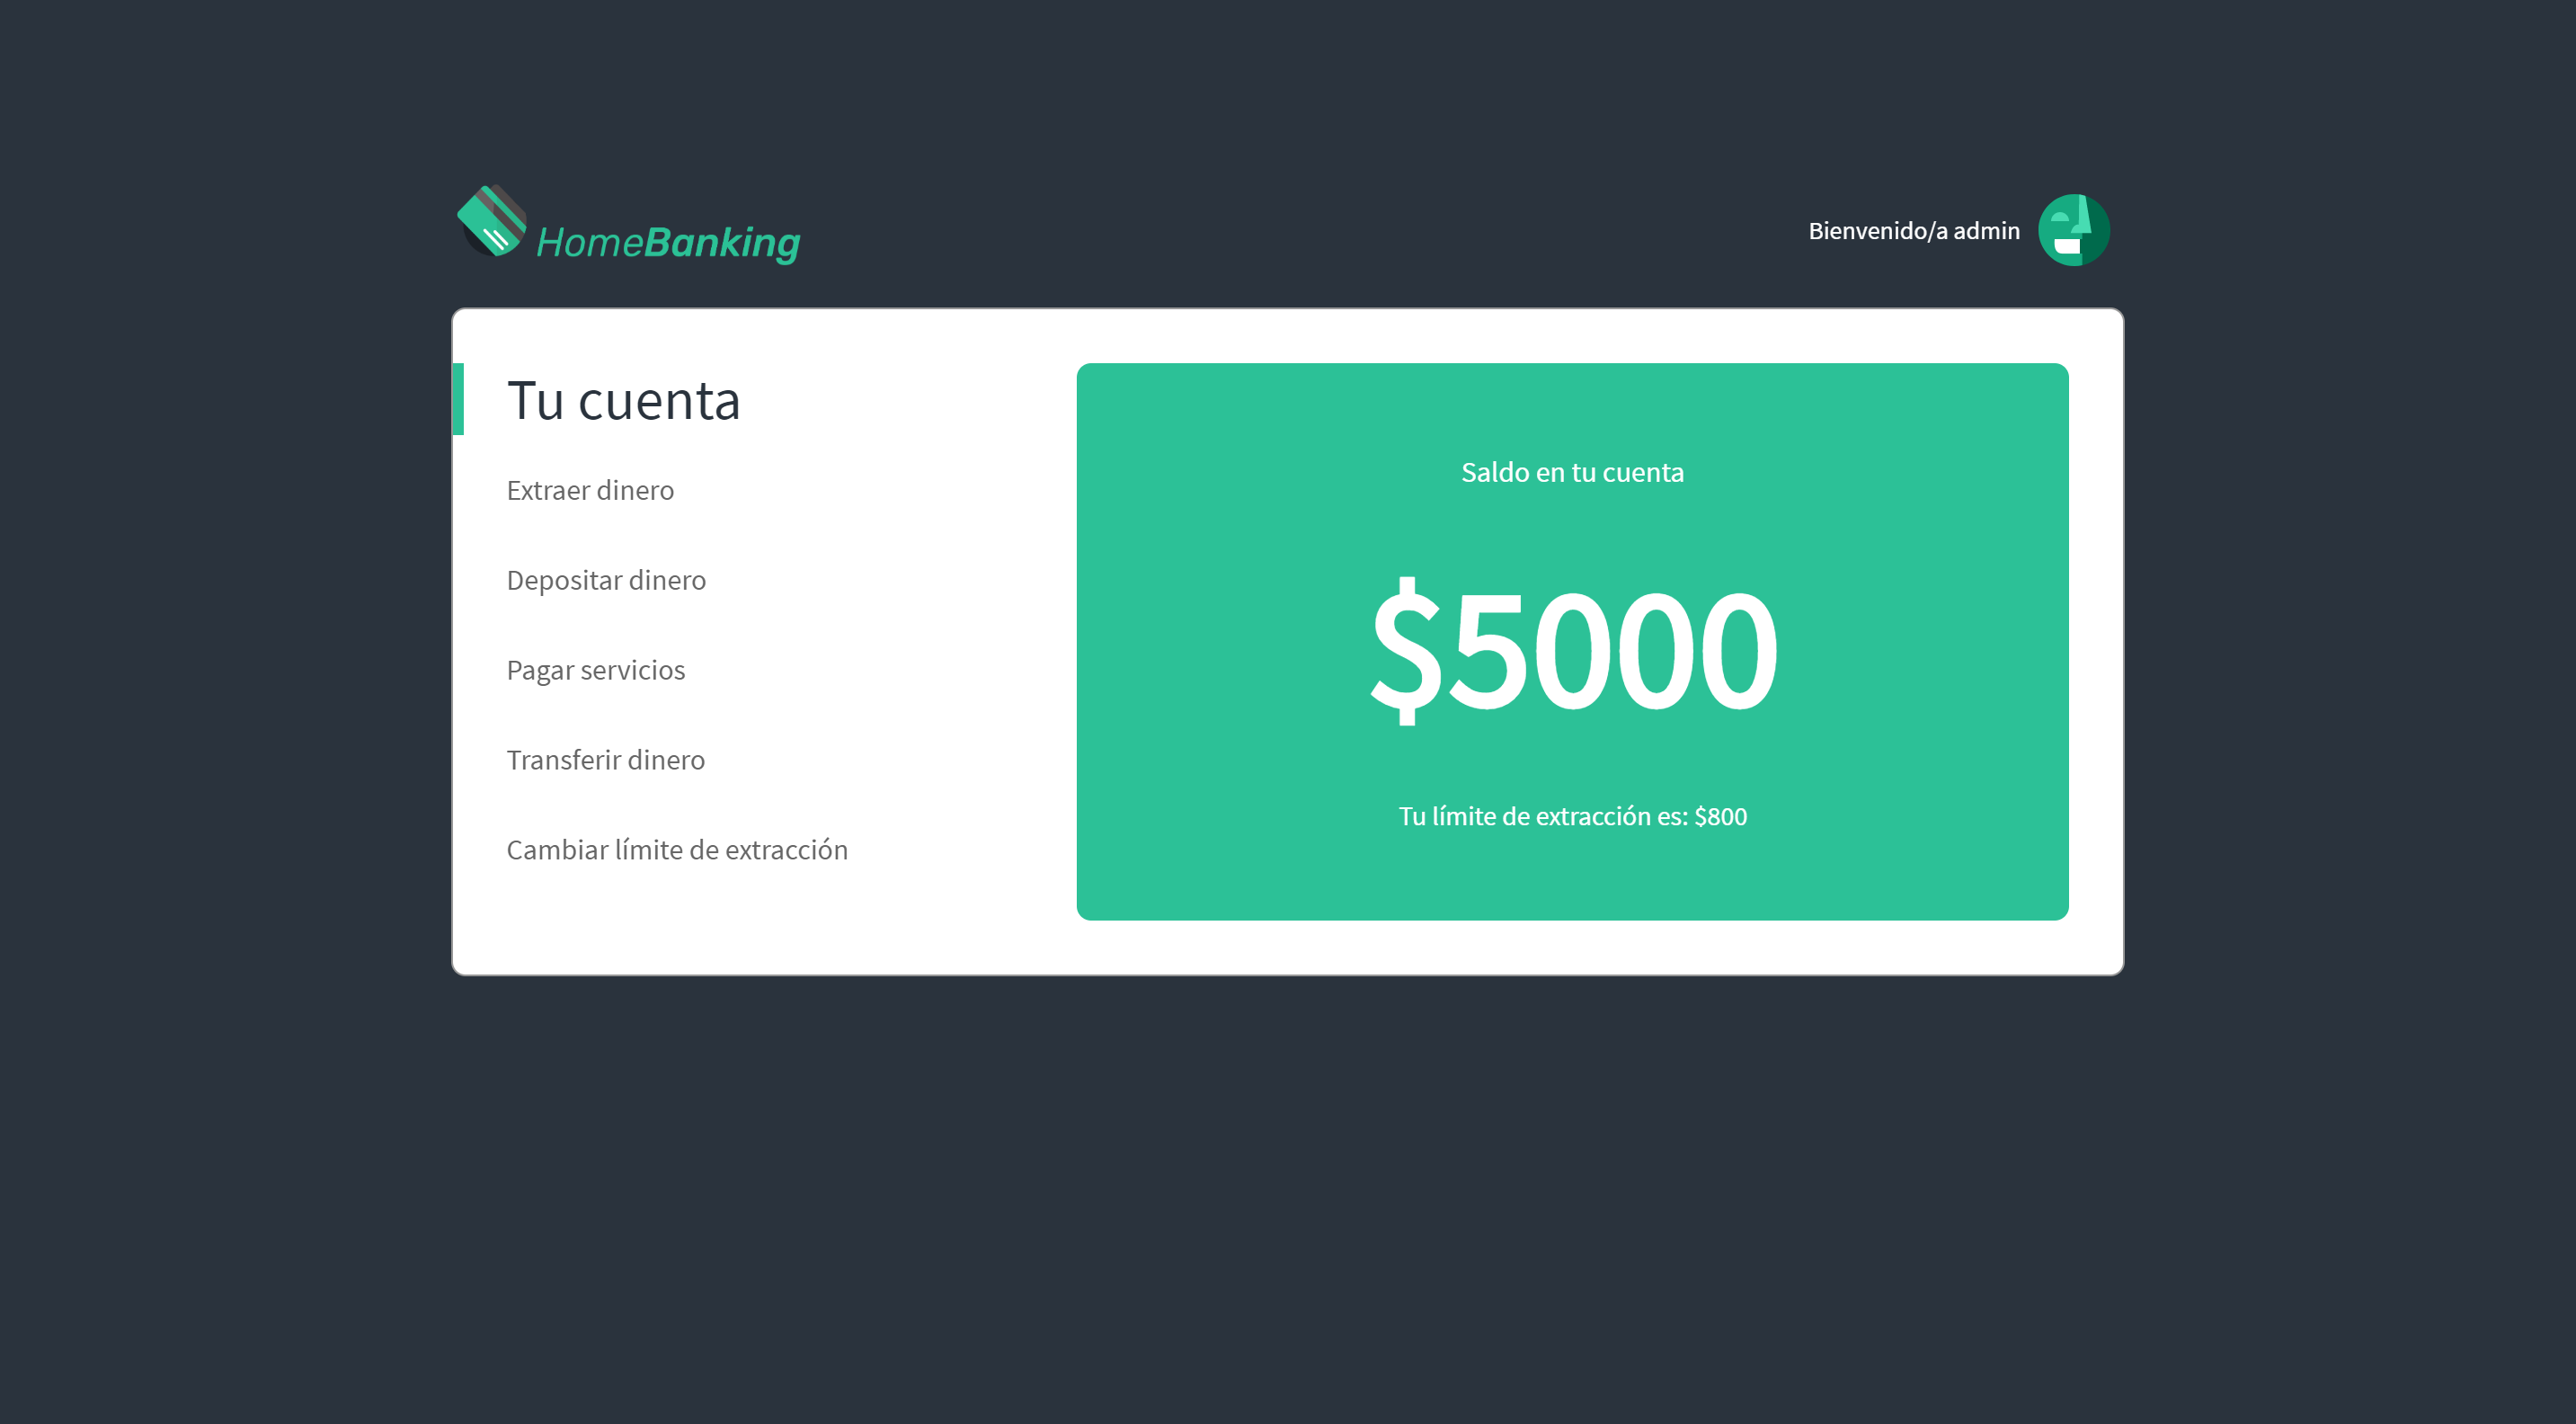 HomeBanking
Bienvenido/a admin
Tu cuenta
Extraer dinero
Depositar dinero
Pagar servicios
Transferir dinero
Cambiar límite de extracción
Saldo en tu cuenta
$5000
Tu límite de extracción es: $800